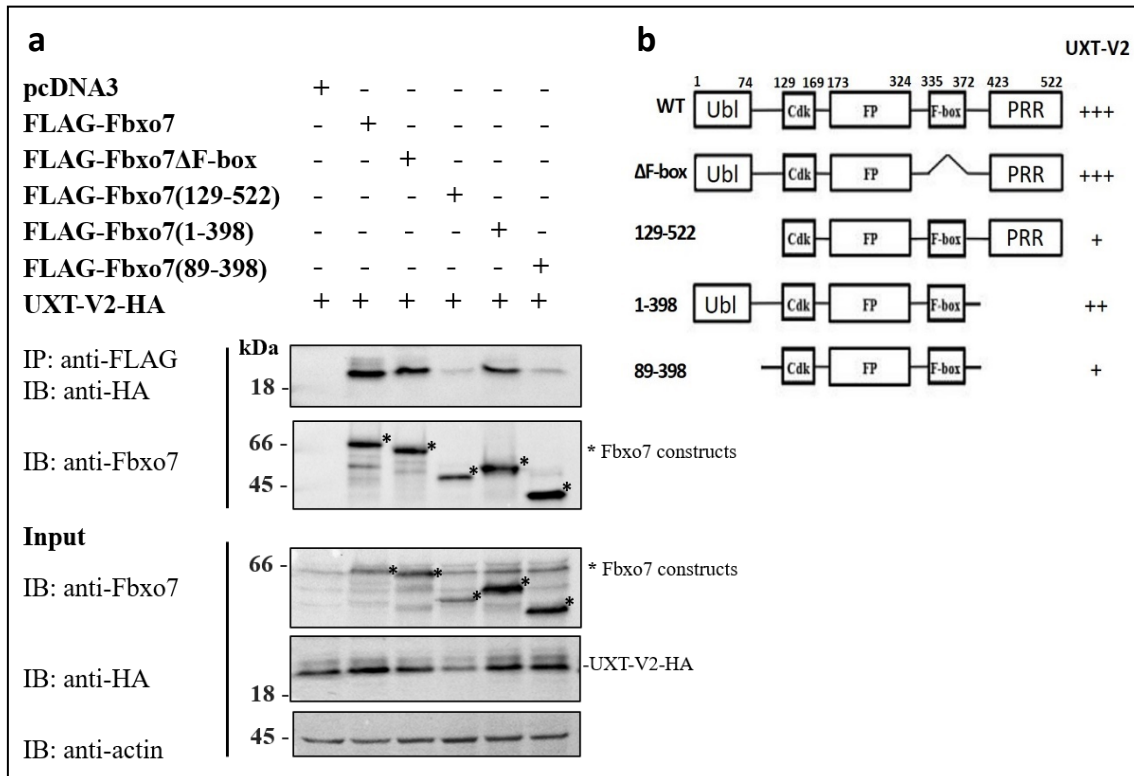 a
pcDNA3 + - - - - -
FLAG-Fbxo7 - + - - - -
FLAG-Fbxo7ΔF-box - - + - - -
FLAG-Fbxo7(129-522) - - - + - -
FLAG-Fbxo7(1-398) - - - - + -
FLAG-Fbxo7(89-398) - - - - - +
UXT-V2-HA + + + + + +
IP: anti-FLAG
IB: anti-HA
kDa
18 -
IB: anti-Fbxo7
66 -
45 -
* * * * *
* Fbxo7 constructs
Input
IB: anti-Fbxo7
66 -
* * * * *
* Fbxo7 constructs
IB: anti-HA
18 -
-UXT-V2-HA
IB: anti-actin
45 -
b
UXT-V2
1 74 129 169 173 324 335 372 423 522
WT Ubl Cdk FP F-box PRR +++
ΔF-box Ubl Cdk FP PRR +++
129-522 Cdk FP F-box PRR +
1-398 Ubl Cdk FP F-box ++
89-398 Cdk FP F-box +